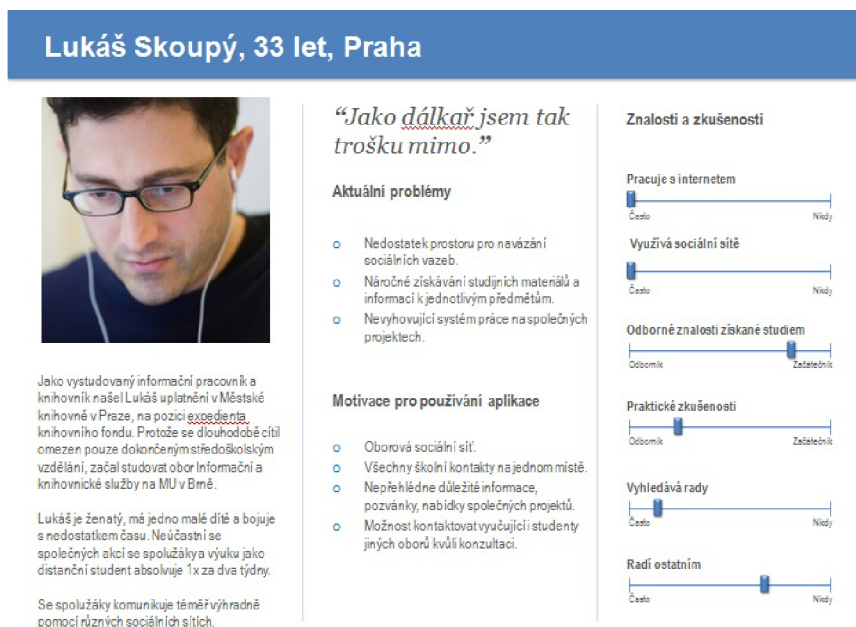 Lukáš Skoupý, 33 let, Praha
Jako vystudovaný informační pracovník a
knihovník našel Lukáš uplatnění v Městské
knihovně v Praze, na pozici expedienta
knihovního fondu. Protože se dlouhodobě cítil
omezen pouze dokončeným středoškolským
vzdělání, začal studovat obor Informační a
knihovnické služby na MU v Brně.
Lukáš je ženatý, má jedno malé dítě a bojuje
s nedostatkem času. Neúčastní se
společných akcí se spolužáky a výuku jako
distanční student absolvuje 1x za dva týdny.
Se spolužáky komunikuje téměř výhradně
pomocí různých sociálních sítích.
“Jako dálkař jsem tak
trošku mimo.”
Aktuální problémy
Nedostatek prostoru pro navázání
sociálních vazeb.
Náročné získávání studijních materiálů a
informací k jednotlivým předmětům.
Nevyhovující systém práce na společných
projektech.
Motivace pro používání aplikace
Oborová sociální síť.
Všechny školní kontakty na jednom místě.
Nepřehlédne důležité informace,
pozvánky, nabídky společných projektů.
Možnost kontaktovat vyučující i studenty
jiných oborů kvůli konzultaci.
Znalosti a zkušenosti
Pracuje s internetem
Často Nikdy
Využívá sociální sítě
Často Nikdy
Odborné znalosti získané studiem
Odborník Začátečník
Praktické zkušenosti
Odborník Začátečník
Vyhledává rady
Často Nikdy
Radí ostatním
Často Nikdy